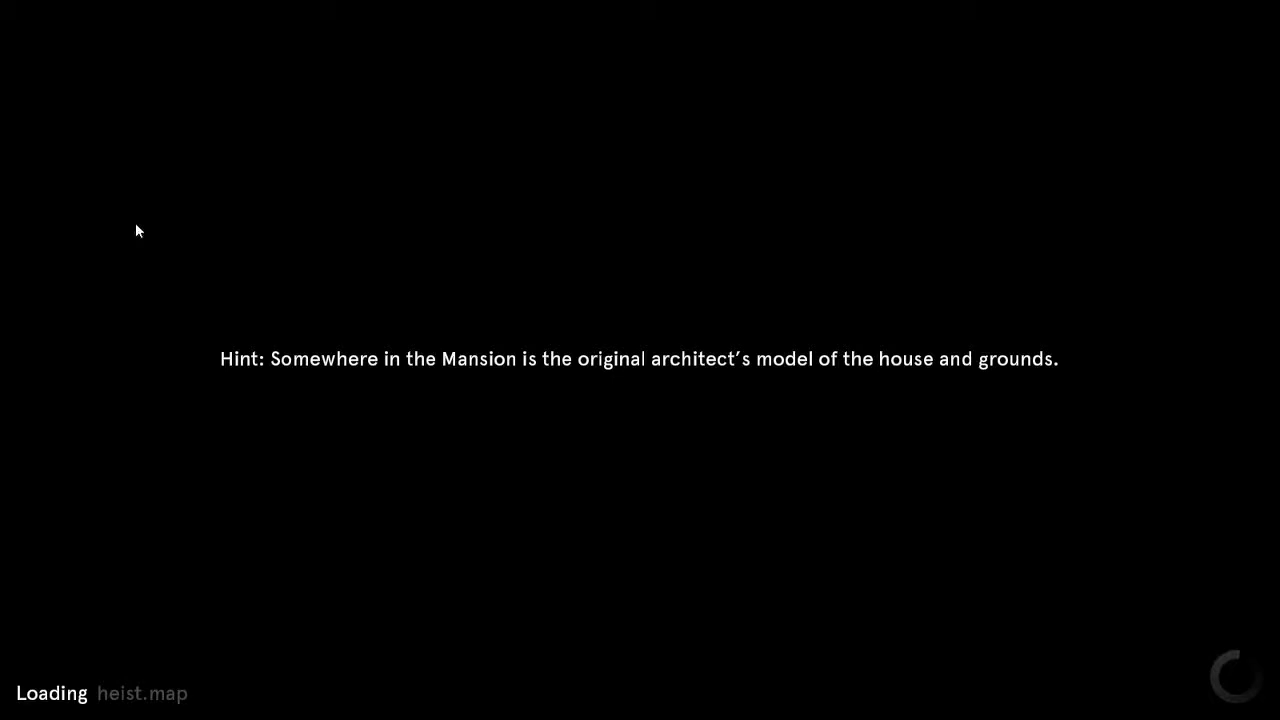 Hint: Somewhere in the Mansion is the original architect’s model of the house and grounds.
Loading heist.map